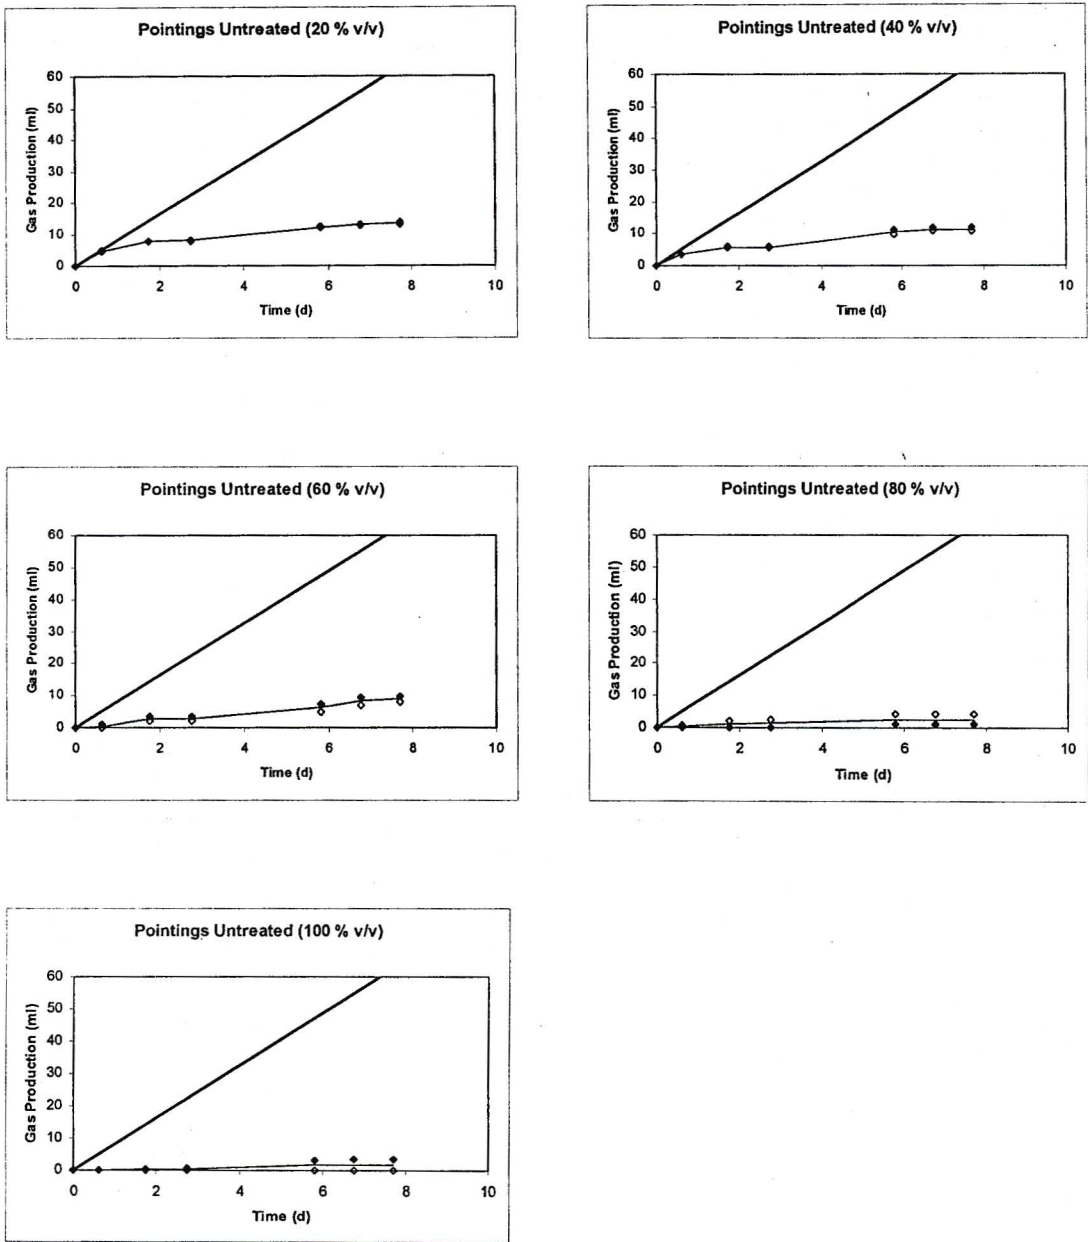 Pointings Untreated (20 % v/v)
Gas Production (ml)
60
50
40
30
20
10
0
0 2 4 6 8 10
Time (d)
Pointings Untreated (40 % v/v)
Gas Production (ml)
60
50
40
30
20
10
0
0 2 4 6 8 10
Time (d)
Pointings Untreated (60 % v/v)
Gas Production (ml)
60
50
40
30
20
10
0
0 2 4 6 8 10
Time (d)
Pointings Untreated (80 % v/v)
Gas Production (ml)
60
50
40
30
20
10
0
0 2 4 6 8 10
Time (d)
Pointings Untreated (100 % v/v)
Gas Production (ml)
60
50
40
30
20
10
0
0 2 4 6 8 10
Time (d)